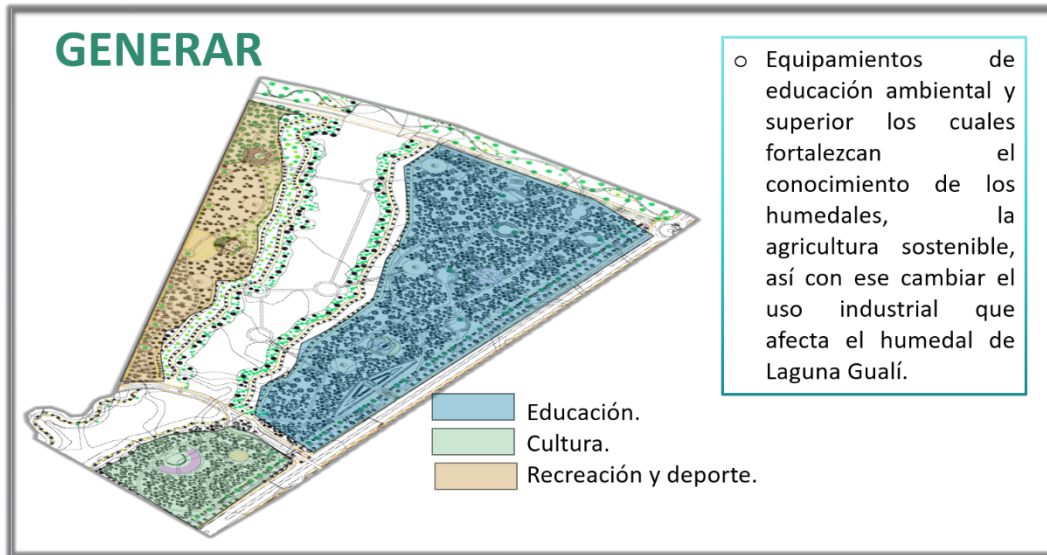 GENERAR
o Equipamientos de
educación ambiental y
superior los cuales
fortalezcan el
conocimiento de los
humedales, la
agricultura sostenible,
así con ese cambiar el
uso industrial que
afecta el humedal de
Laguna Gualí.
Educación.
Cultura.
Recreación y deporte.